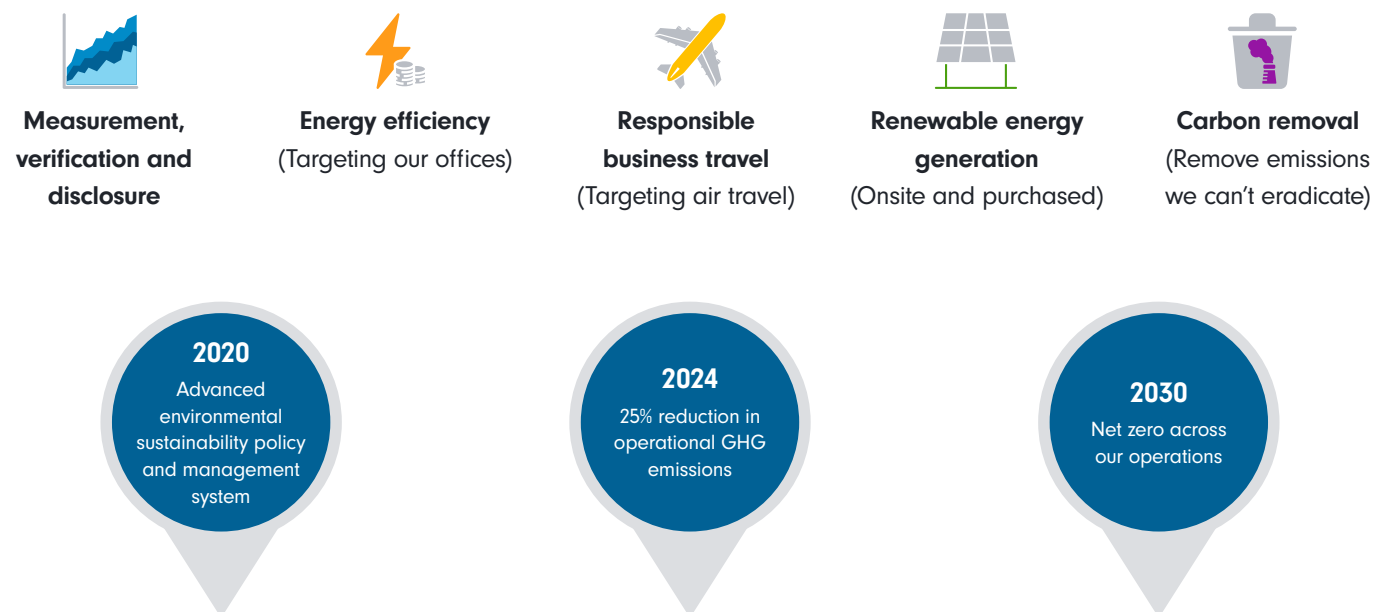 Measurement,
verification and
disclosure
Energy efficiency
(Targeting our offices)
Responsible
business travel
(Targeting air travel)
Renewable energy
generation
(Onsite and purchased)
Carbon removal
(Remove emissions
we can’t eradicate)
2020
Advanced
environmental
sustainability policy
and management
system
2024
25% reduction in
operational GHG
emissions
2030
Net zero across
our operations